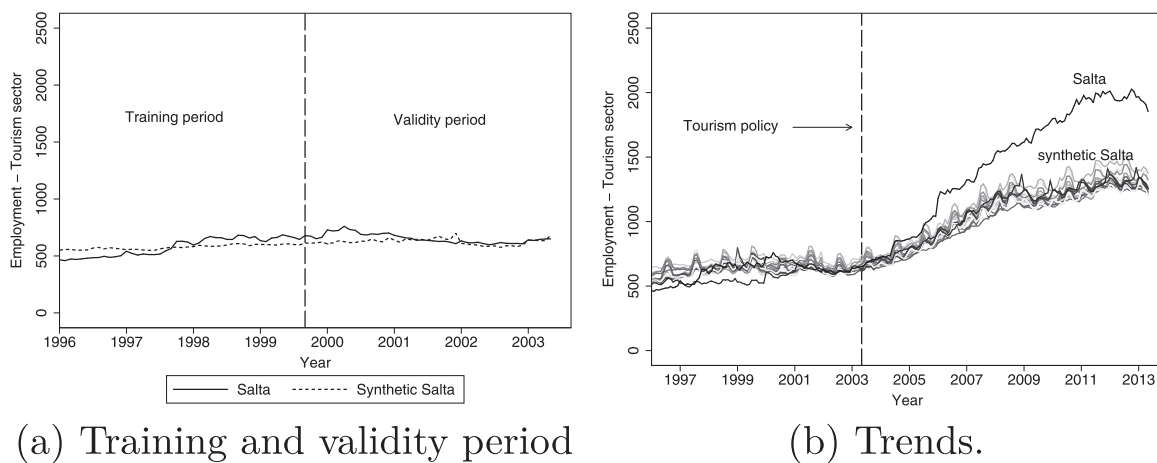 2500
2000
1500
1000
500
0
Employment – Tourism sector
Training period
Validity period
1996 1997 1998 1999 2000 2001 2002 2003
Year
Salta Synthetic Salta
(a) Training and validity period
2500
2000
1500
1000
500
0
Employment – Tourism sector
Salta
Tourism policy
synthetic Salta
1997 1999 2001 2003 2005 2007 2009 2011 2013
Year
(b) Trends.